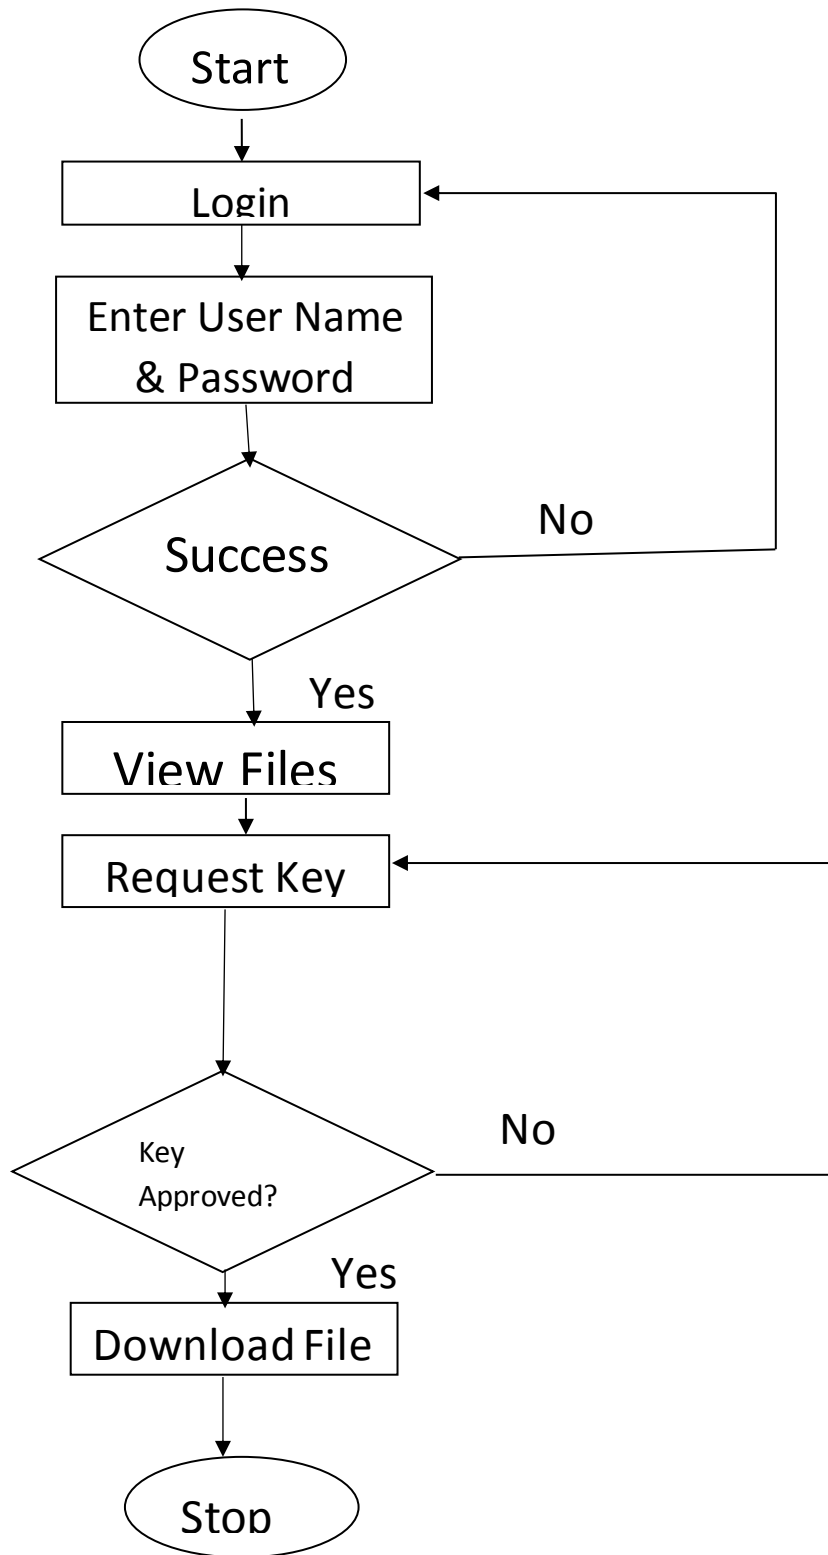 Start
Login
Enter User Name
& Password
Success
No
Yes
View Files
Request Key
Key
Approved?
No
Yes
Download File
Stop